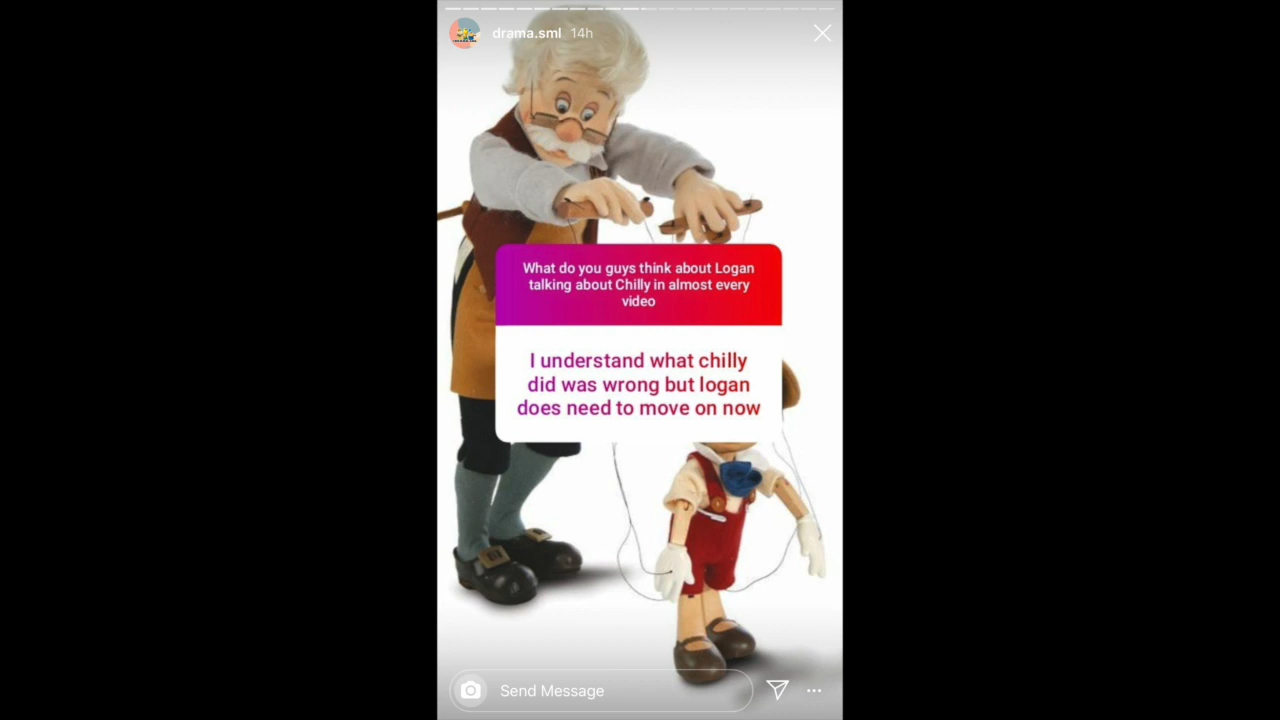 drama.sml 14h
What do you guys think about Logan
talking about Chilly in almost every
video
I understand what chilly
did was wrong but logan
does need to move on now
Send Message